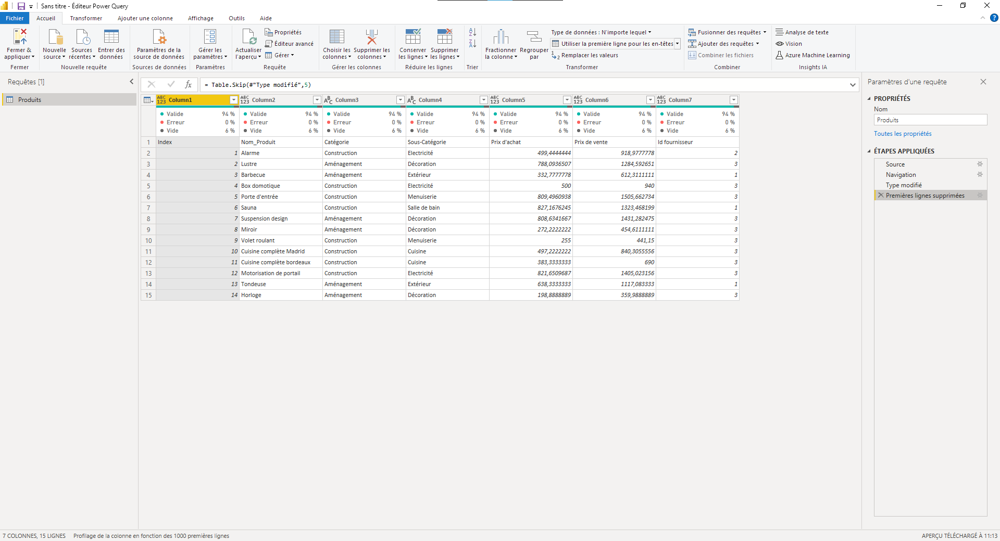 Sans titre - Éditeur Power Query
Fichier Accueil Transformer Ajouter une colonne Affichage Outils Aide
Fermer & appliquer
Fermer
Nouvelle source
Sources récentes
Entrer des données
Nouvelle requête
Paramètres de la source de données
Sources de données
Gérer les paramètres
Paramètres
Actualiser l'aperçu
Propriétés
Éditeur avancé
Gérer
Requête
Choisir les colonnes
Supprimer les colonnes
Gérer les colonnes
Conserver les lignes
Supprimer les lignes
Réduire les lignes
Trier
Fractionner la colonne
Regrouper par
Type de données : N'importe lequel
Utiliser la première ligne pour les en-têtes
Remplacer les valeurs
Transformer
Fusionner des requêtes
Ajouter des requêtes
Combiner les fichiers
Combiner
Analyse de texte
Vision
Azure Machine Learning
Insights IA
Requêtes [1]
Produits
fx = Table.Skip(#"Type modifié",5)
ABC 123 Column1 ABC 123 Column2 ABC Column3 ABC Column4 ABC 123 Column5 ABC 123 Column6 ABC 123 Column7
Valide 94 % Valide 94 % Valide 94 % Valide 94 % Valide 94 % Valide 94 % Valide 94 %
Erreur 0 % Erreur 0 % Erreur 0 % Erreur 0 % Erreur 0 % Erreur 0 % Erreur 0 %
Vide 6 % Vide 6 % Vide 6 % Vide 6 % Vide 6 % Vide 6 % Vide 6 %
1 Index Nom_Produit Catégorie Sous-Catégorie Prix d'achat Prix de vente Id fournisseur
2 1 Alarme Construction Electricité 499,4444444 918,9777778 2
3 2 Lustre Aménagement Décoration 788,0936507 1284,592651 3
4 3 Barbecue Aménagement Extérieur 332,7777778 612,3111111 1
5 4 Box domotique Construction Electricité 500 940 3
6 5 Porte d'entrée Construction Menuiserie 809,4960938 1505,662734 3
7 6 Sauna Construction Salle de bain 827,1676245 1323,468199 1
8 7 Suspension design Aménagement Décoration 808,6341667 1431,282475 3
9 8 Miroir Aménagement Décoration 272,2222222 454,6111111 3
10 9 Volet roulant Construction Menuiserie 255 441,15 3
11 10 Cuisine complète Madrid Construction Cuisine 497,2222222 840,3055556 3
12 11 Cuisine complète bordeaux Construction Cuisine 383,3333333 690 3
13 12 Motorisation de portail Construction Electricité 821,6509687 1405,023156 3
14 13 Tondeuse Aménagement Extérieur 638,3333333 1117,083333 1
15 14 Horloge Aménagement Décoration 198,8888889 359,9888889 3
Paramètres d'une requête
PROPRIÉTÉS
Nom
Produits
Toutes les propriétés
ÉTAPES APPLIQUÉES
Source
Navigation
Type modifié
Premières lignes supprimées
7 COLONNES, 15 LIGNES Profilage de la colonne en fonction des 1000 premières lignes
APERÇU TÉLÉCHARGÉ À 11:13